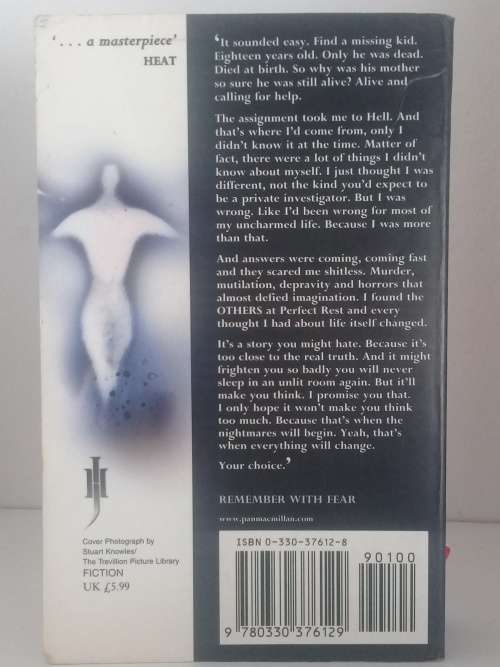 ‘. . . a masterpiece’
HEAT
‘It sounded easy. Find a missing kid.
Eighteen years old. Only he was dead.
Died at birth. So why was his mother
so sure he was still alive? Alive and
calling for help.
The assignment took me to Hell. And
that’s where I’d come from, only I
didn’t know it at the time. Matter of
fact, there were a lot of things I didn’t
know about myself. I just thought I was
different, not the kind you’d expect to
be a private investigator. But I was
wrong. Like I’d been wrong for most of
my uncharmed life. Because I was more
than that.
And answers were coming, coming fast
and they scared me shitless. Murder,
mutilation, depravity and horrors that
almost defied imagination. I found the
OTHERS at Perfect Rest and every
thought I had about life itself changed.
It’s a story you might hate. Because it’s
too close to the real truth. And it might
frighten you so badly you will never
sleep in an unlit room again. But it’ll
make you think. I promise you that.
I only hope it won’t make you think
too much. Because that’s when the
nightmares will begin. Yeah, that’s
when everything will change.
Your choice.’
REMEMBER WITH FEAR
www.panmacmillan.com
JH
Cover Photograph by
Stuart Knowles/
The Trevillion Picture Library
FICTION
UK £5.99
ISBN 0-330-37612-8
90100
9 780330 376129